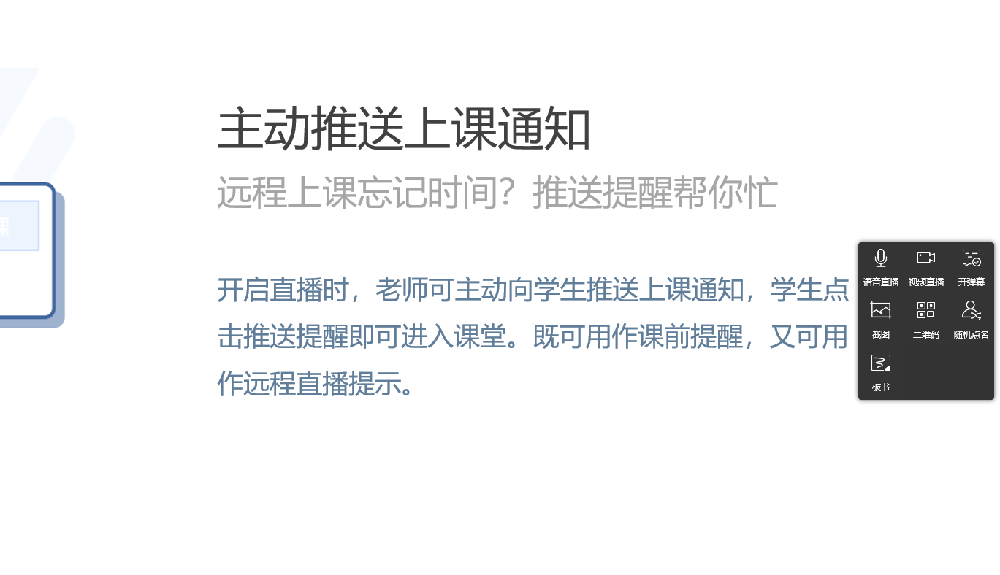 主动推送上课通知
远程上课忘记时间？推送提醒帮你忙
课
开启直播时，老师可主动向学生推送上课通知，学生点
击推送提醒即可进入课堂。既可用作课前提醒，又可用
作远程直播提示。
语音直播 视频直播 开弹幕
截图 二维码 随机点名
板书